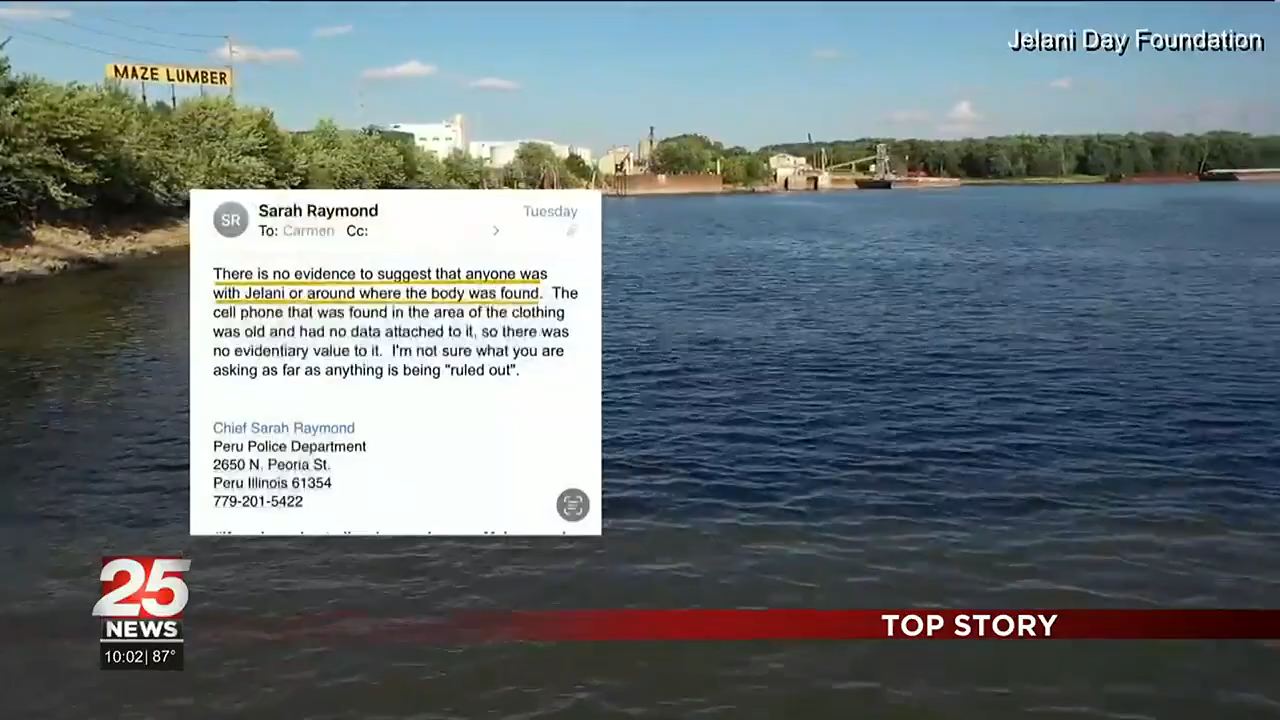 Jelani Day Foundation
MAZE LUMBER
SR
Sarah Raymond
Tuesday
To: Carmen Cc:
There is no evidence to suggest that anyone was
with Jelani or around where the body was found. The
cell phone that was found in the area of the clothing
was old and had no data attached to it, so there was
no evidentiary value to it. I'm not sure what you are
asking as far as anything is being "ruled out".
Chief Sarah Raymond
Peru Police Department
2650 N. Peoria St.
Peru Illinois 61354
779-201-5422
25
NEWS
10:02| 87°
TOP STORY